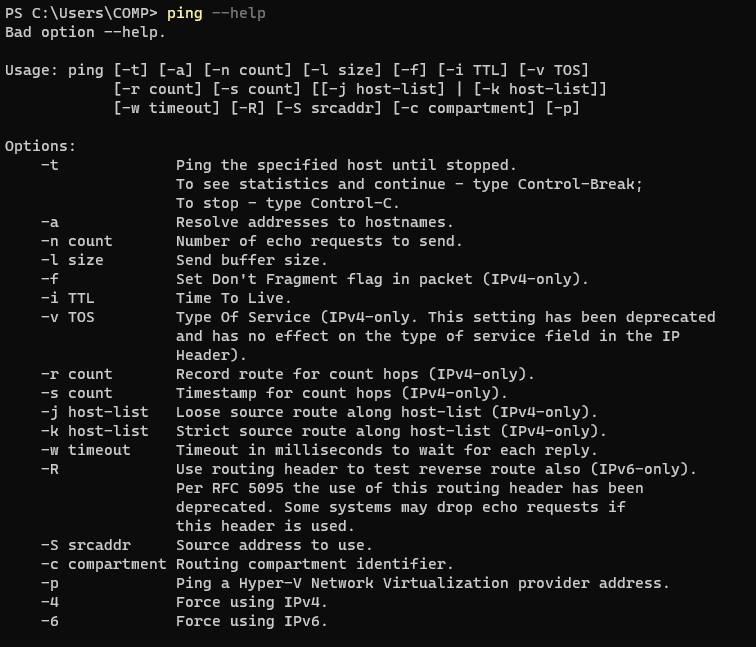 PS C:\Users\COMP> ping --help
Bad option --help.
Usage: ping [-t] [-a] [-n count] [-l size] [-f] [-i TTL] [-v TOS]
[-r count] [-s count] [[-j host-list] | [-k host-list]]
[-w timeout] [-R] [-S srcaddr] [-c compartment] [-p]
Options:
-t Ping the specified host until stopped.
To see statistics and continue - type Control-Break;
To stop - type Control-C.
-a Resolve addresses to hostnames.
-n count Number of echo requests to send.
-l size Send buffer size.
-f Set Don't Fragment flag in packet (IPv4-only).
-i TTL Time To Live.
-v TOS Type Of Service (IPv4-only. This setting has been deprecated
and has no effect on the type of service field in the IP
Header).
-r count Record route for count hops (IPv4-only).
-s count Timestamp for count hops (IPv4-only).
-j host-list Loose source route along host-list (IPv4-only).
-k host-list Strict source route along host-list (IPv4-only).
-w timeout Timeout in milliseconds to wait for each reply.
-R Use routing header to test reverse route also (IPv6-only).
Per RFC 5095 the use of this routing header has been
deprecated. Some systems may drop echo requests if
this header is used.
-S srcaddr Source address to use.
-c compartment Routing compartment identifier.
-p Ping a Hyper-V Network Virtualization provider address.
-4 Force using IPv4.
-6 Force using IPv6.